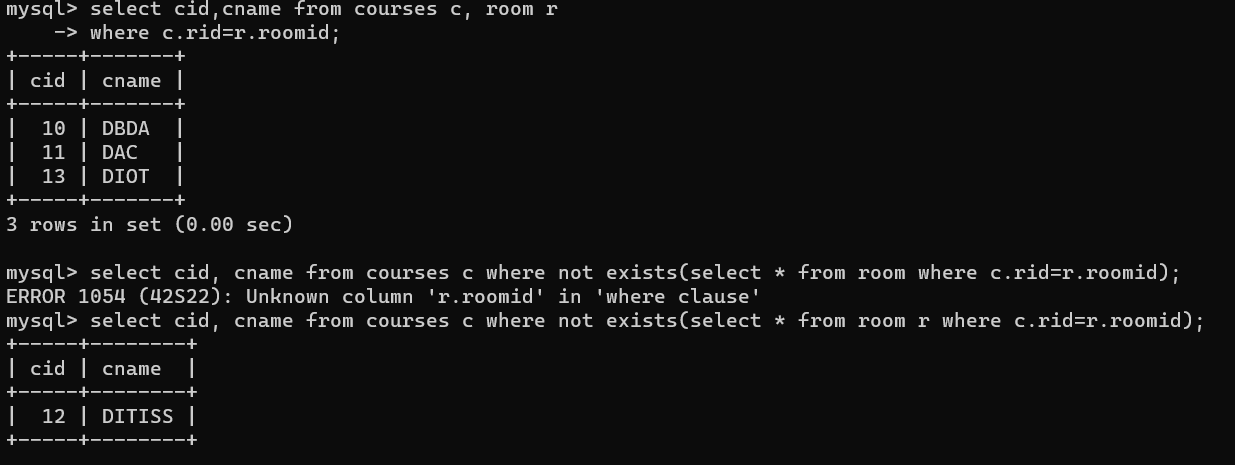 mysql> select cid,cname from courses c, room r
    -> where c.rid=r.roomid;
+-----+-------+
| cid | cname |
+-----+-------+
|  10 | DBDA  |
|  11 | DAC   |
|  13 | DIOT  |
+-----+-------+
3 rows in set (0.00 sec)

mysql> select cid, cname from courses c where not exists(select * from room where c.rid=r.roomid);
ERROR 1054 (42S22): Unknown column 'r.roomid' in 'where clause'
mysql> select cid, cname from courses c where not exists(select * from room r where c.rid=r.roomid);
+-----+--------+
| cid | cname  |
+-----+--------+
|  12 | DITISS |
+-----+--------+